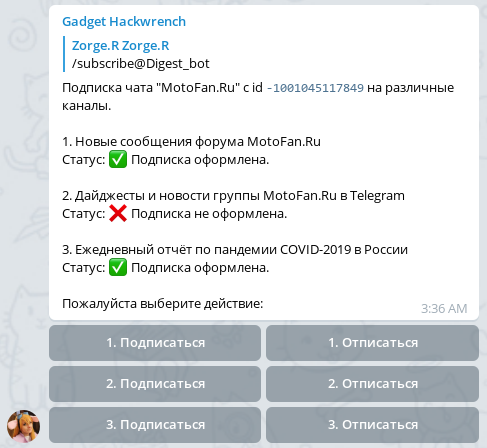 Gadget Hackwrench
Zorge.R Zorge.R
/subscribe@Digest_bot
Подписка чата "MotoFan.Ru" с id -1001045117849 на различные
каналы.
1. Новые сообщения форума MotoFan.Ru
Статус: ✅ Подписка оформлена.
2. Дайджесты и новости группы MotoFan.Ru в Telegram
Статус: ❌ Подписка не оформлена.
3. Ежедневный отчёт по пандемии COVID-2019 в России
Статус: ✅ Подписка оформлена.
Пожалуйста выберите действие:
3:36 AM
1. Подписаться
1. Отписаться
2. Подписаться
2. Отписаться
3. Подписаться
3. Отписаться